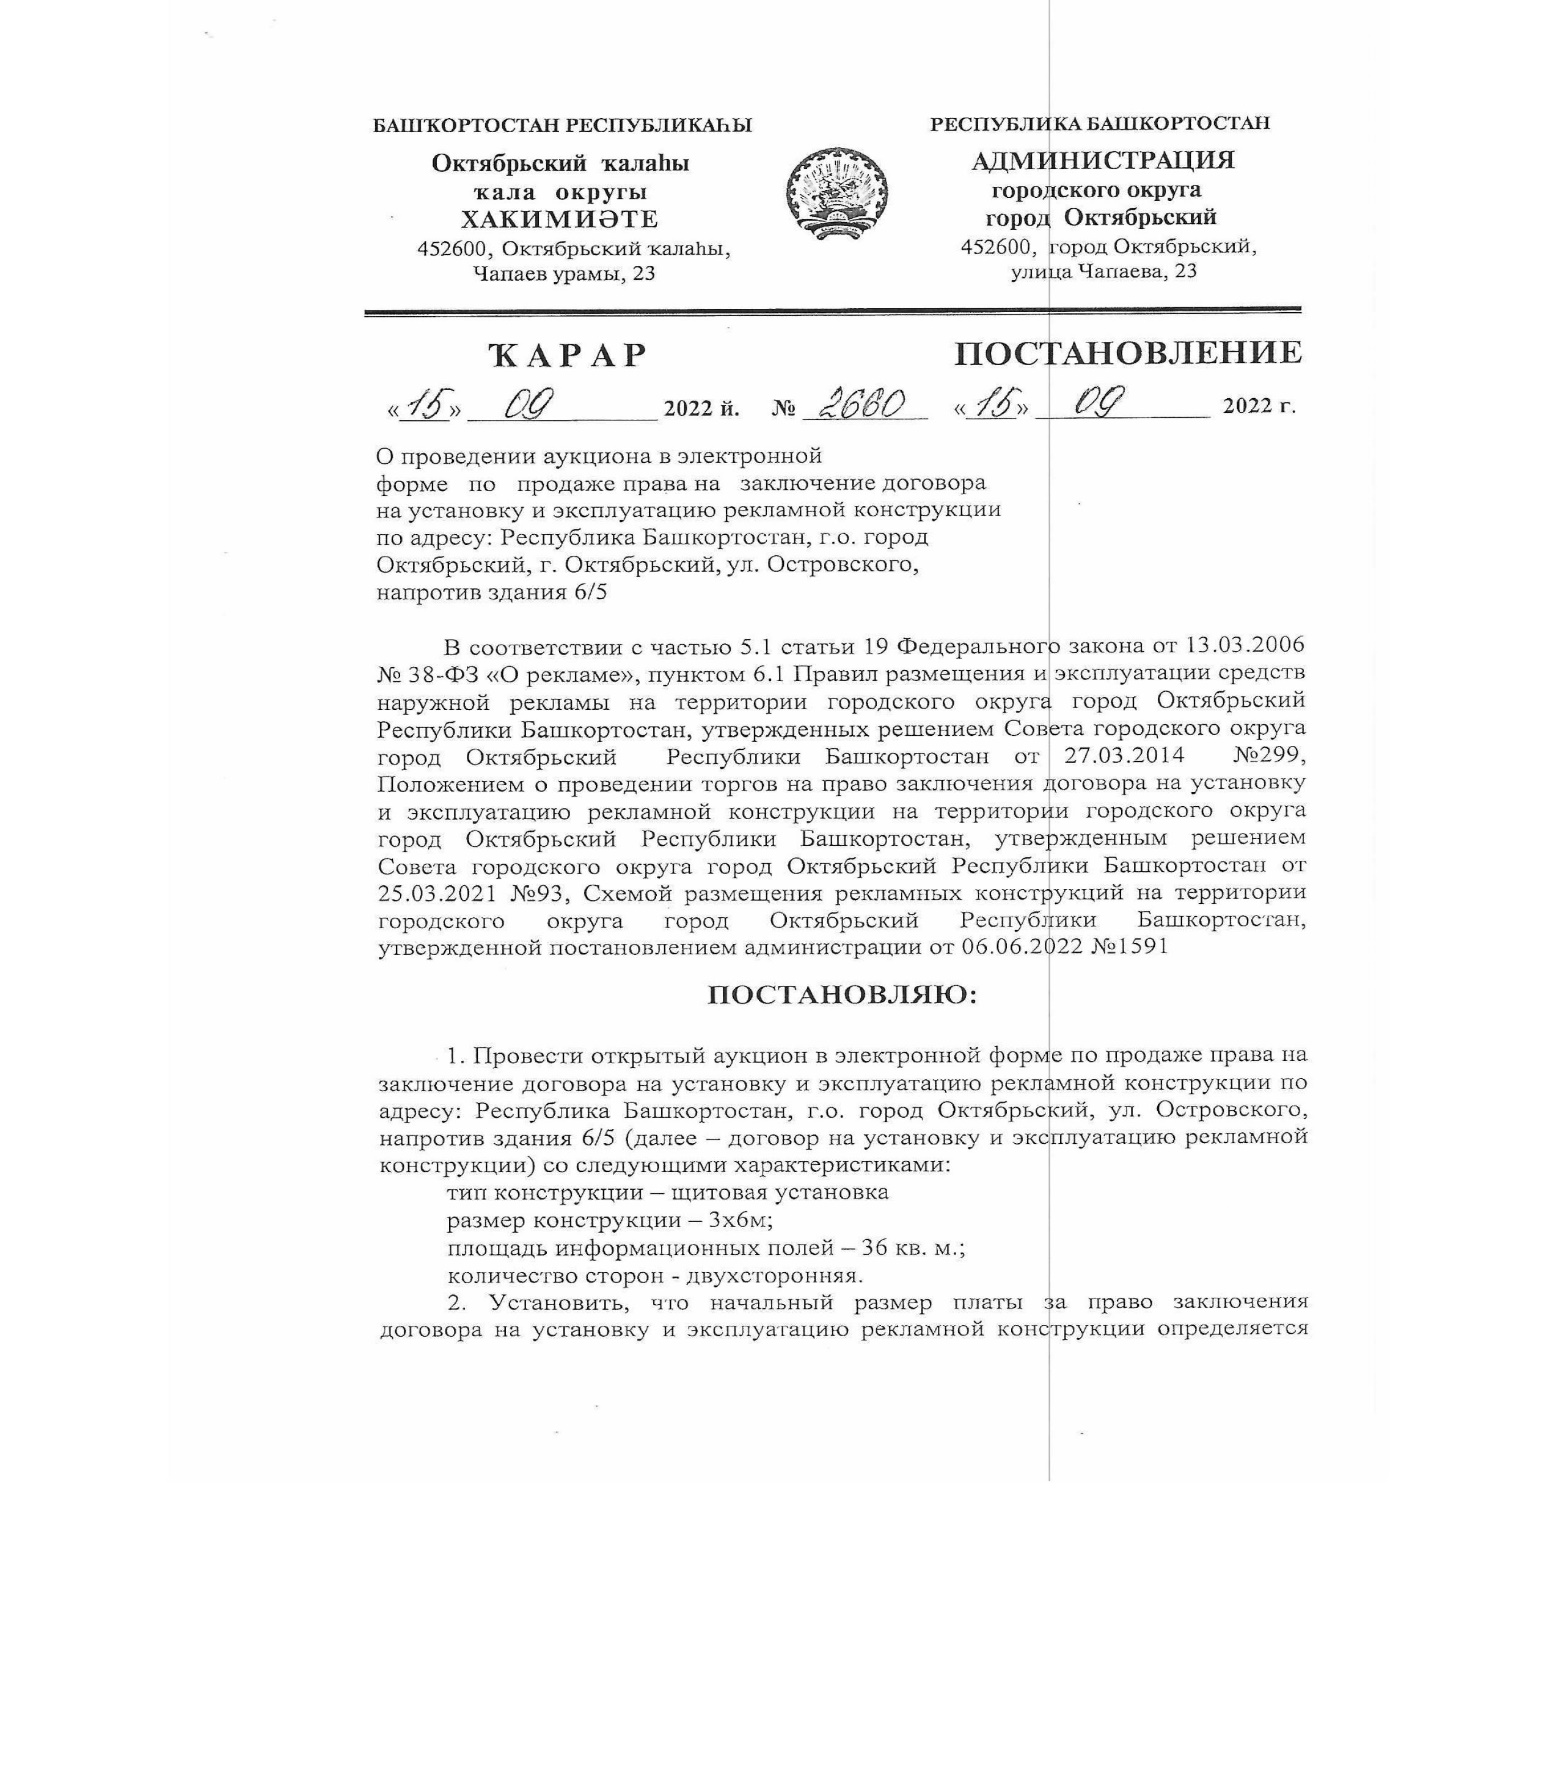 БАШҠОРТОСТАН РЕСПУБЛИКАҺЫ
Октябрьский ҡалаһы
ҡала округы
ХАКИМИӘТЕ
452600, Октябрьский ҡалаһы,
Чапаев урамы, 23
РЕСПУБЛИКА БАШКОРТОСТАН
АДМИНИСТРАЦИЯ
городского округа
город Октябрьский
452600, город Октябрьский,
улица Чапаева, 23
ҠАРАР
ПОСТАНОВЛЕНИЕ
«15» 09 2022 й. № 2660 «15» 09 2022 г.
О проведении аукциона в электронной
форме по продаже права на заключение договора
на установку и эксплуатацию рекламной конструкции
по адресу: Республика Башкортостан, г.о. город
Октябрьский, г. Октябрьский, ул. Островского,
напротив здания 6/5
В соответствии с частью 5.1 статьи 19 Федерального закона от 13.03.2006
№ 38-ФЗ «О рекламе», пунктом 6.1 Правил размещения и эксплуатации средств
наружной рекламы на территории городского округа город Октябрьский
Республики Башкортостан, утвержденных решением Совета городского округа
город Октябрьский Республики Башкортостан от 27.03.2014 №299,
Положением о проведении торгов на право заключения договора на установку
и эксплуатацию рекламной конструкции на территории городского округа
город Октябрьский Республики Башкортостан, утвержденным решением
Совета городского округа город Октябрьский Республики Башкортостан от
25.03.2021 №93, Схемой размещения рекламных конструкций на территории
городского округа город Октябрьский Республики Башкортостан,
утвержденной постановлением администрации от 06.06.2022 №1591
ПОСТАНОВЛЯЮ:
1. Провести открытый аукцион в электронной форме по продаже права на
заключение договора на установку и эксплуатацию рекламной конструкции по
адресу: Республика Башкортостан, г.о. город Октябрьский, ул. Островского,
напротив здания 6/5 (далее – договор на установку и эксплуатацию рекламной
конструкции) со следующими характеристиками:
тип конструкции – щитовая установка
размер конструкции – 3х6м;
площадь информационных полей – 36 кв. м.;
количество сторон - двухсторонняя.
2. Установить, что начальный размер платы за право заключения
договора на установку и эксплуатацию рекламной конструкции определяется